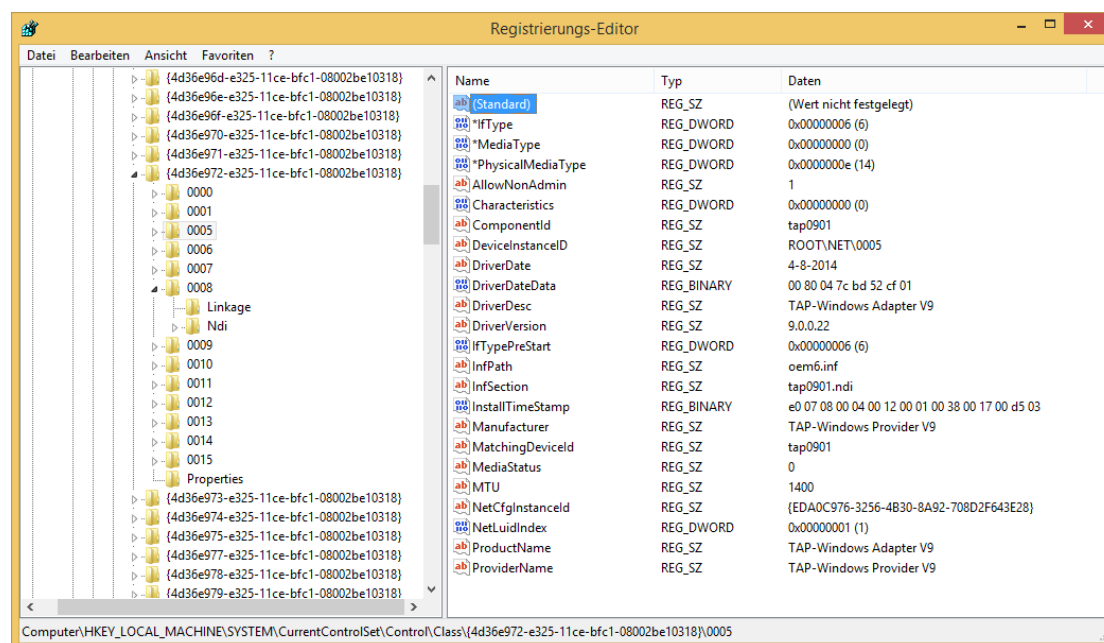 Registrierungs-Editor
Datei Bearbeiten Ansicht Favoriten ?
{4d36e96d-e325-11ce-bfc1-08002be10318}
{4d36e96e-e325-11ce-bfc1-08002be10318}
{4d36e96f-e325-11ce-bfc1-08002be10318}
{4d36e970-e325-11ce-bfc1-08002be10318}
{4d36e971-e325-11ce-bfc1-08002be10318}
{4d36e972-e325-11ce-bfc1-08002be10318}
0000
0001
0005
0006
0007
0008
Linkage
Ndi
0009
0010
0011
0012
0013
0014
0015
Properties
{4d36e973-e325-11ce-bfc1-08002be10318}
{4d36e974-e325-11ce-bfc1-08002be10318}
{4d36e975-e325-11ce-bfc1-08002be10318}
{4d36e977-e325-11ce-bfc1-08002be10318}
{4d36e978-e325-11ce-bfc1-08002be10318}
{4d36e979-e325-11ce-bfc1-08002be10318}
Name Typ Daten
(Standard) REG_SZ (Wert nicht festgelegt)
*IfType REG_DWORD 0x00000006 (6)
*MediaType REG_DWORD 0x00000000 (0)
*PhysicalMediaType REG_DWORD 0x0000000e (14)
AllowNonAdmin REG_SZ 1
Characteristics REG_DWORD 0x00000000 (0)
ComponentId REG_SZ tap0901
DeviceInstanceID REG_SZ ROOT\NET\0005
DriverDate REG_SZ 4-8-2014
DriverDateData REG_BINARY 00 80 04 7c bd 52 cf 01
DriverDesc REG_SZ TAP-Windows Adapter V9
DriverVersion REG_SZ 9.0.0.22
IfTypePreStart REG_DWORD 0x00000006 (6)
InfPath REG_SZ oem6.inf
InfSection REG_SZ tap0901.ndi
InstallTimeStamp REG_BINARY e0 07 08 00 04 00 12 00 01 00 38 00 17 00 d5 03
Manufacturer REG_SZ TAP-Windows Provider V9
MatchingDeviceId REG_SZ tap0901
MediaStatus REG_SZ 0
MTU REG_SZ 1400
NetCfgInstanceId REG_SZ {EDA0C976-3256-4B30-8A92-708D2F643E28}
NetLuidIndex REG_DWORD 0x00000001 (1)
ProductName REG_SZ TAP-Windows Adapter V9
ProviderName REG_SZ TAP-Windows Provider V9
Computer\HKEY_LOCAL_MACHINE\SYSTEM\CurrentControlSet\Control\Class\{4d36e972-e325-11ce-bfc1-08002be10318}\0005